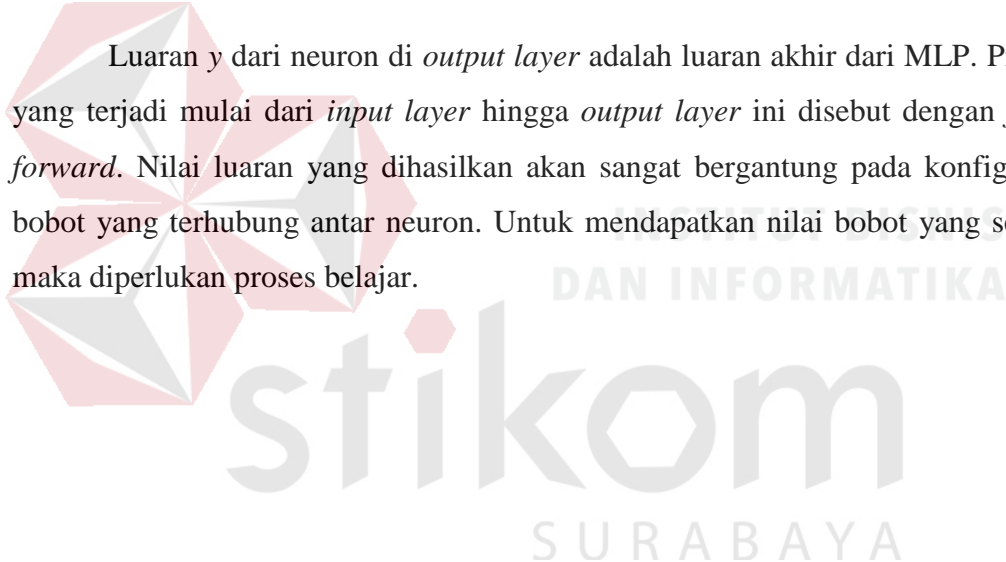 Luaran y dari neuron di output layer adalah luaran akhir dari MLP.
yang terjadi mulai dari input layer hingga output layer ini disebut dengan
forward. Nilai luaran yang dihasilkan akan sangat bergantung pada
bobot yang terhubung antar neuron. Untuk mendapatkan nilai bobot yang
maka diperlukan proses belajar.
INSTITUT BISNIS
DAN INFORMATIKA
stikom
SURABAYA